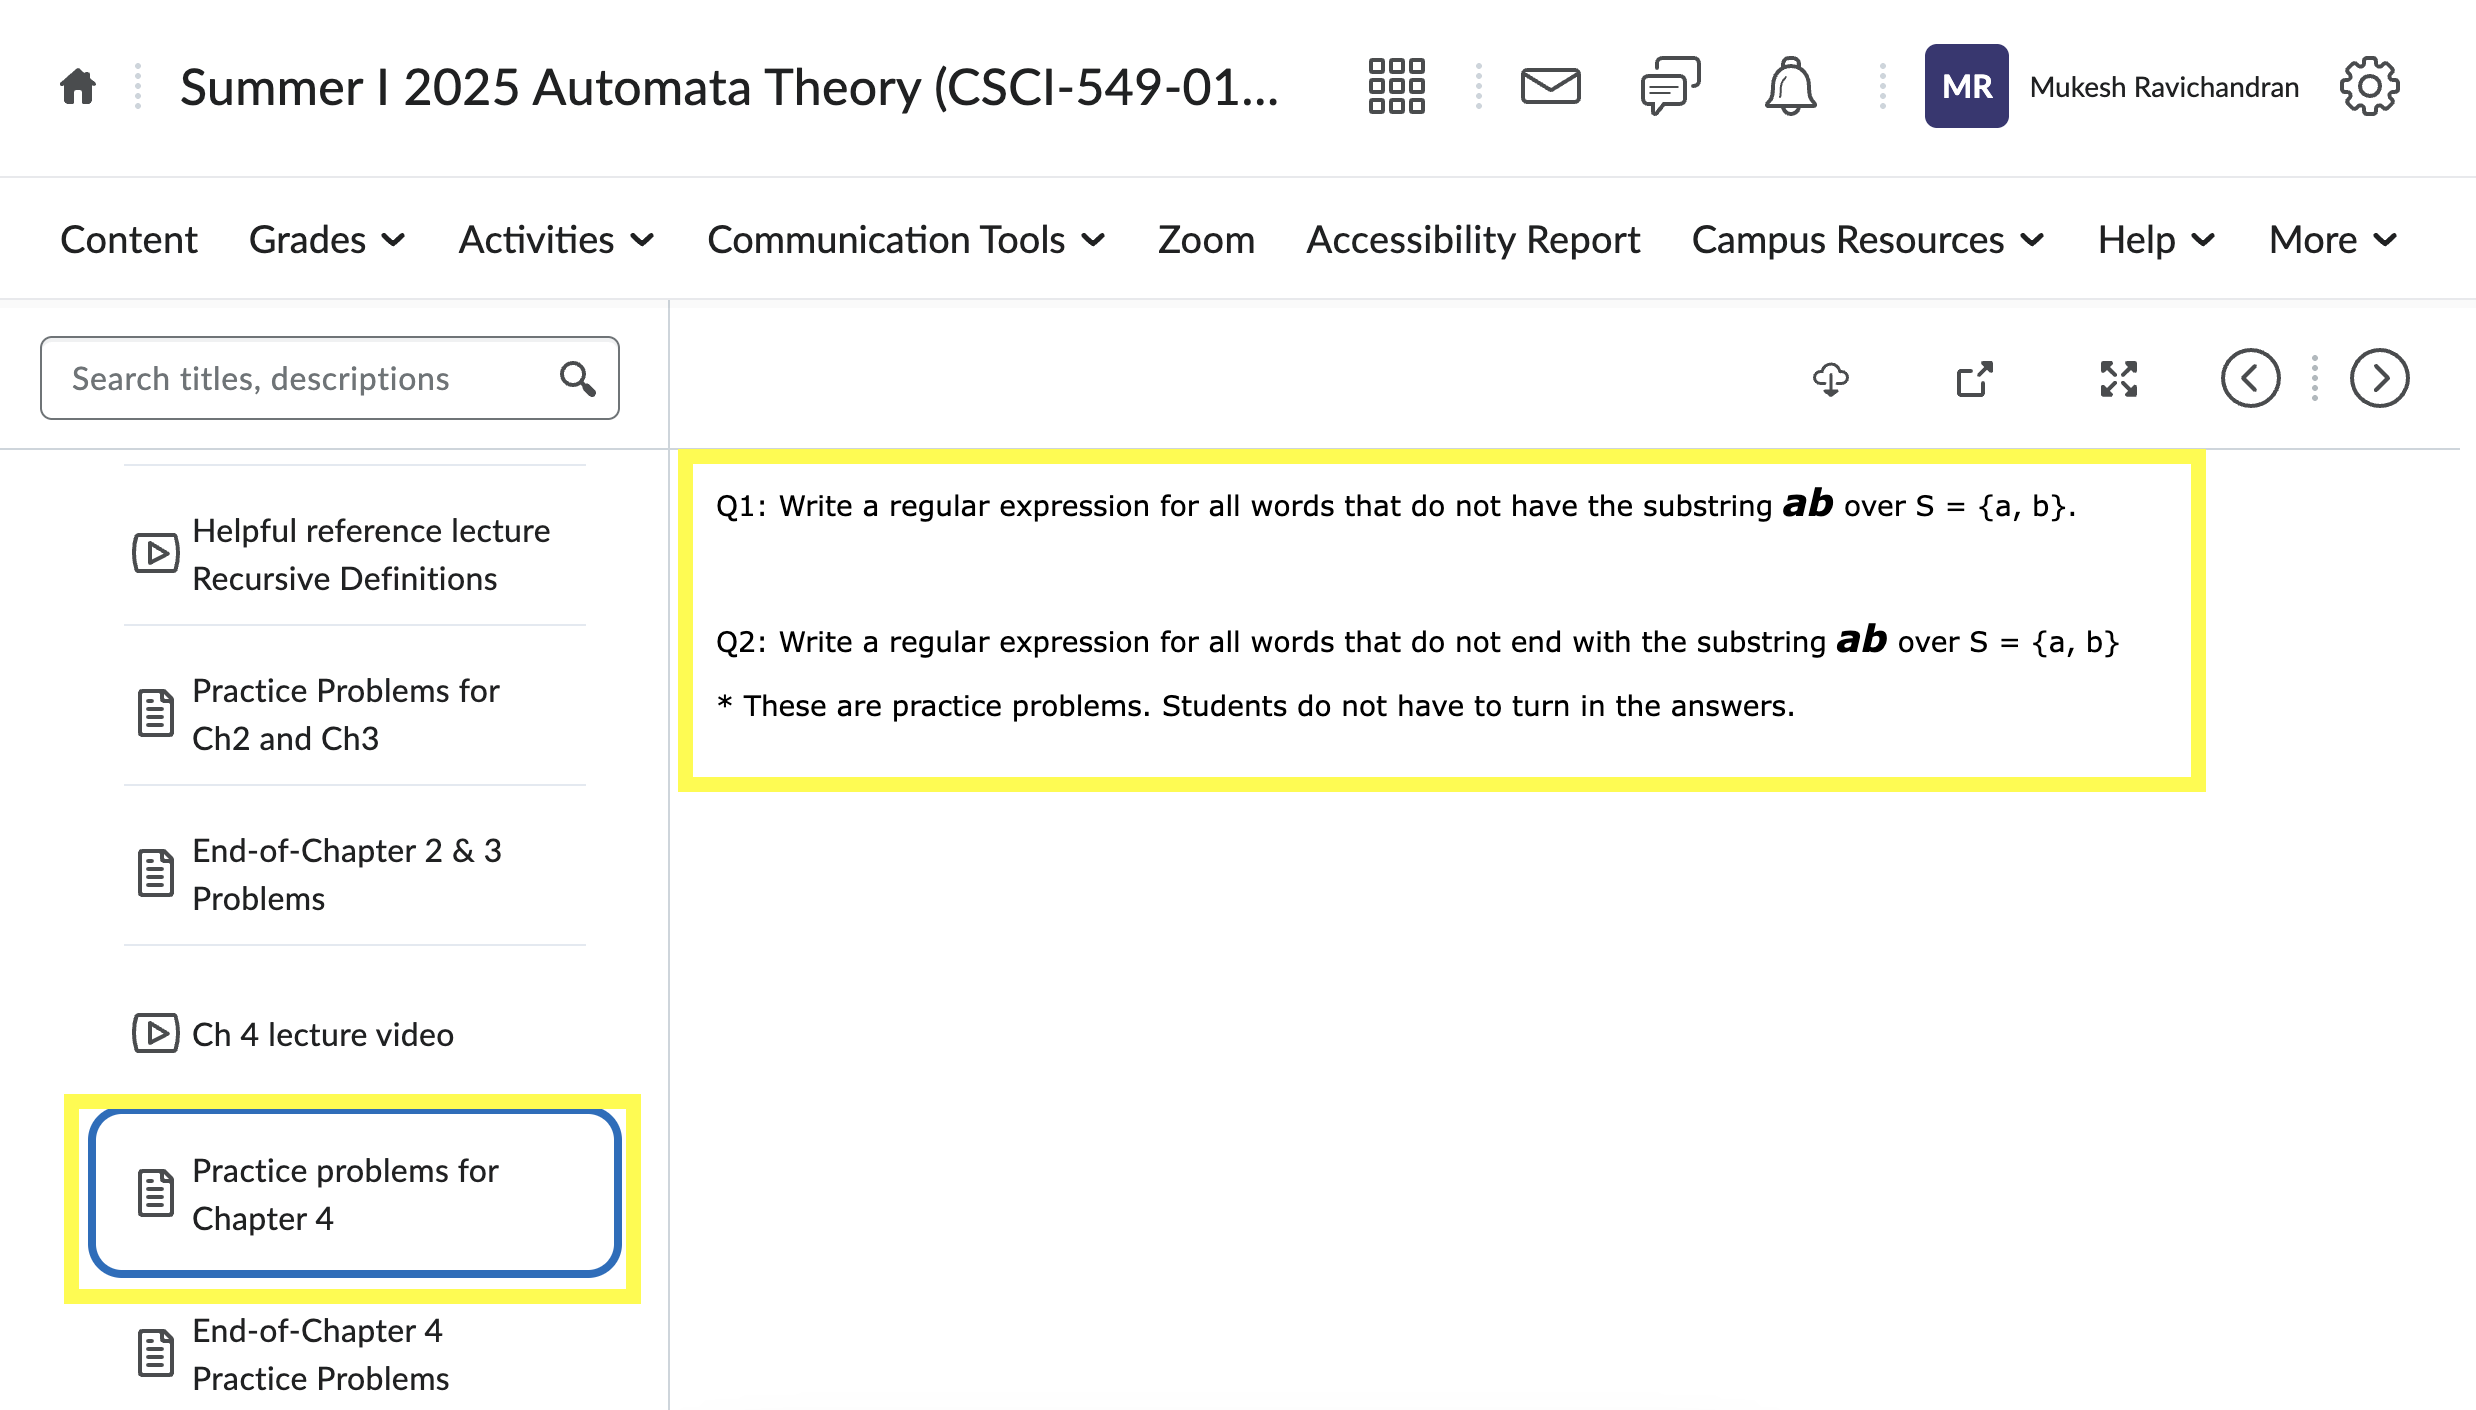 Summer I 2025 Automata Theory (CSCI-549-01...
MR
Mukesh Ravichandran
Content Grades Activities Communication Tools Zoom Accessibility Report Campus Resources Help More
Search titles, descriptions
Helpful reference lecture
Recursive Definitions
Practice Problems for
Ch2 and Ch3
End-of-Chapter 2 & 3
Problems
Ch 4 lecture video
Practice problems for
Chapter 4
End-of-Chapter 4
Practice Problems
Q1: Write a regular expression for all words that do not have the substring ab over S = {a, b}.
Q2: Write a regular expression for all words that do not end with the substring ab over S = {a, b}
* These are practice problems. Students do not have to turn in the answers.